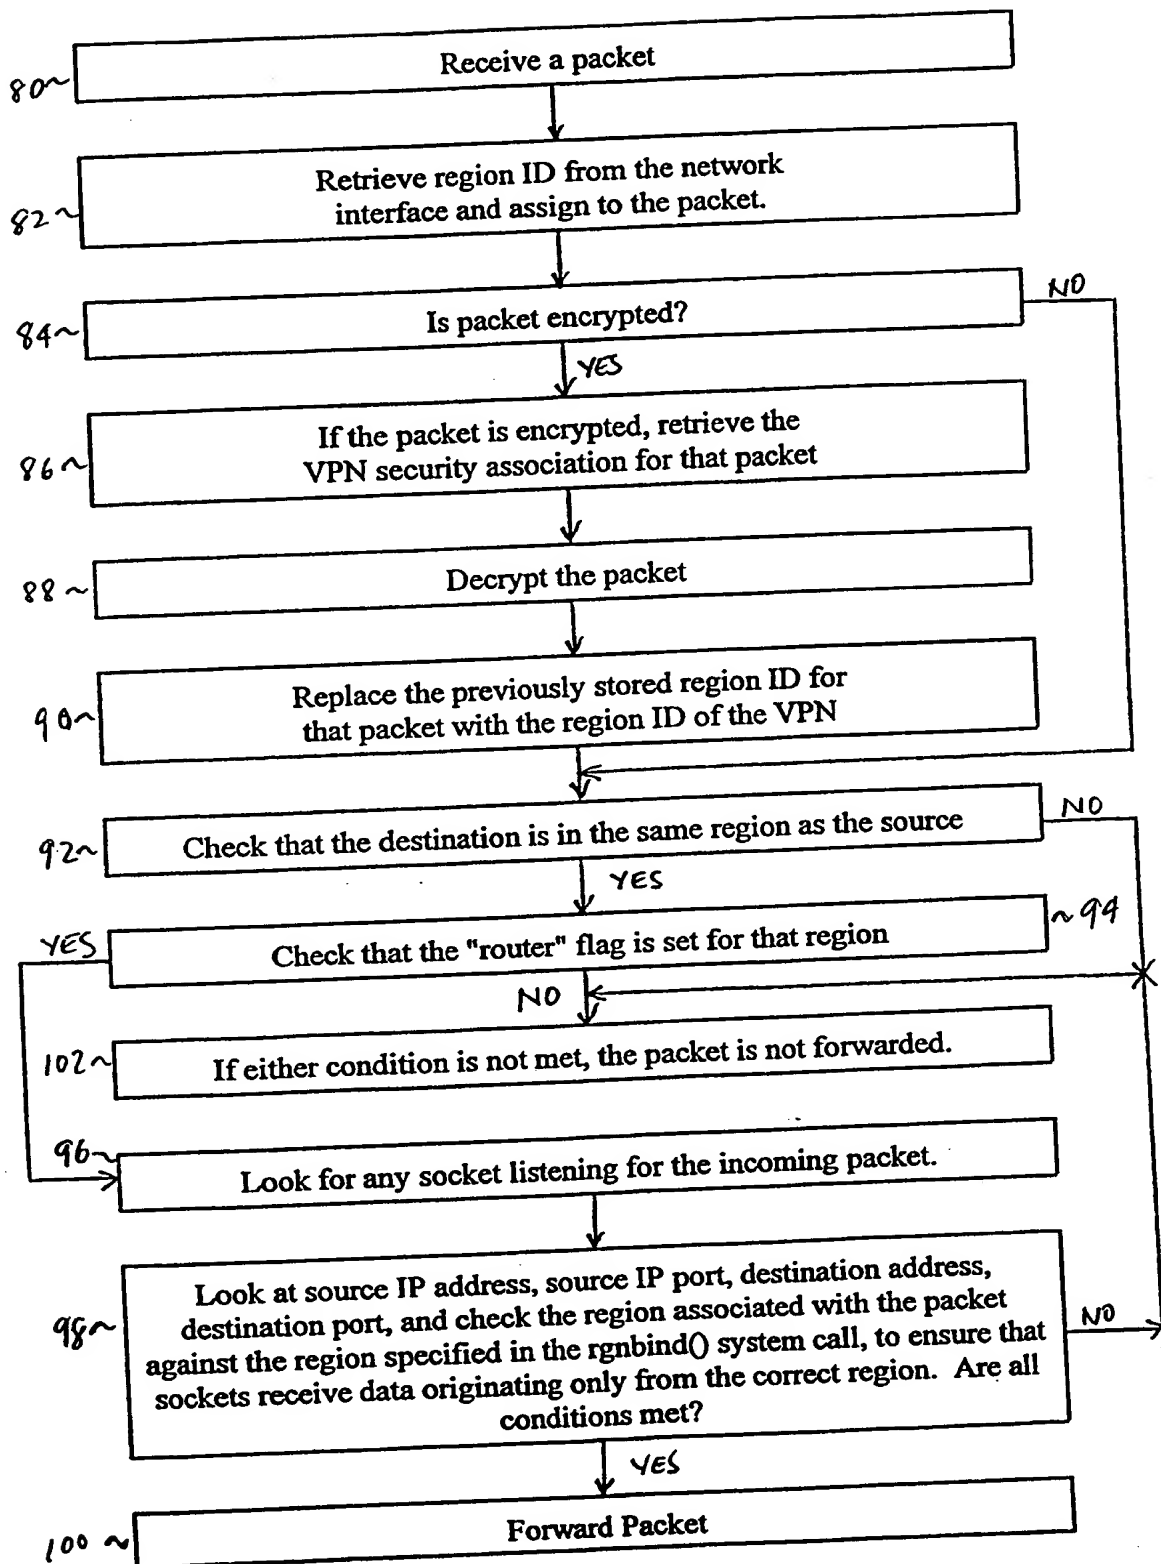 80~ Receive a packet
82~ Retrieve region ID from the network
interface and assign to the packet.
84~ Is packet encrypted? NO
YES
86~ If the packet is encrypted, retrieve the
VPN security association for that packet
88~ Decrypt the packet
90~ Replace the previously stored region ID for
that packet with the region ID of the VPN
92~ Check that the destination is in the same region as the source NO
YES
YES Check that the "router" flag is set for that region ~94
NO
102~ If either condition is not met, the packet is not forwarded.
96~ Look for any socket listening for the incoming packet.
98~ Look at source IP address, source IP port, destination address,
destination port, and check the region associated with the packet
against the region specified in the rgnbind() system call, to ensure that
sockets receive data originating only from the correct region. Are all
conditions met?
NO
YES
100~ Forward Packet